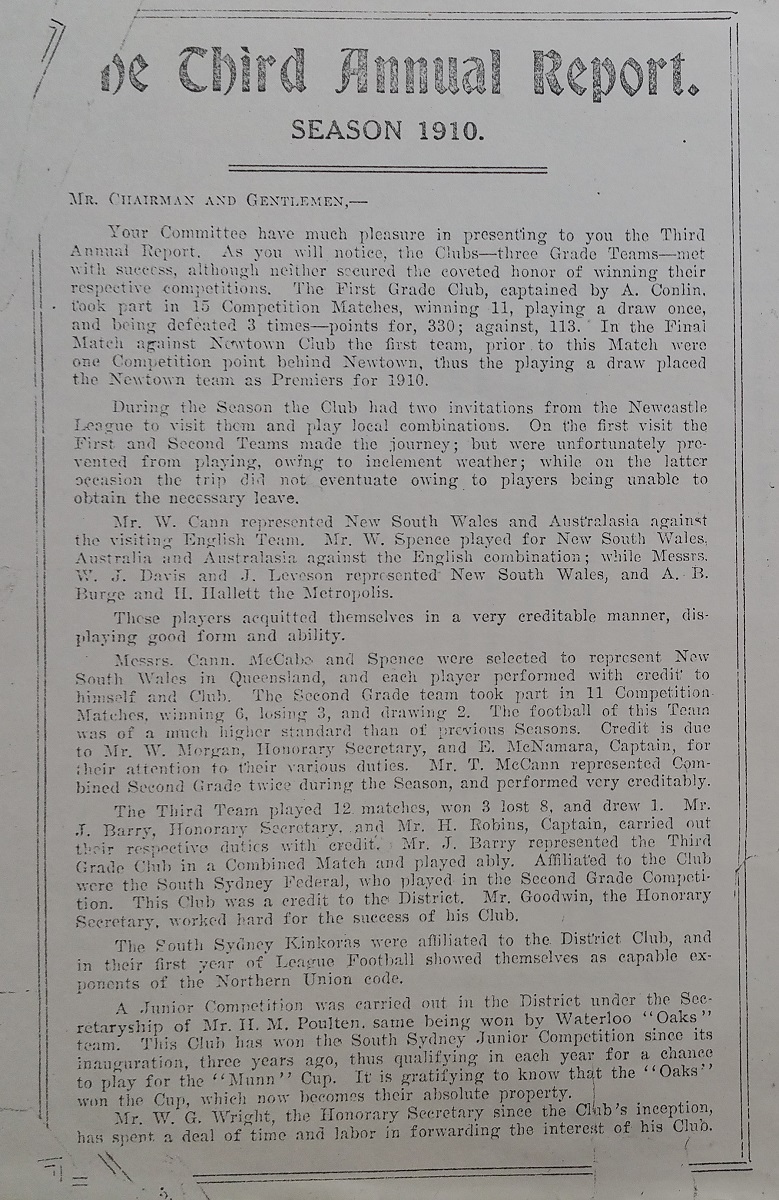 he Third Annual Report.
SEASON 1910.
MR. CHAIRMAN AND GENTLEMEN,—
Your Committee have much pleasure in presenting to you the Third
Annual Report. As you will notice, the Clubs—three Grade Teams—met
with success, although neither secured the coveted honor of winning their
respective competitions. The First Grade Club, captained by A. Conlin,
took part in 15 Competition Matches, winning 11, playing a draw once,
and being defeated 3 times—points for, 330; against, 113. In the Final
Match against Newtown Club the first team, prior to this Match were
one Competition point behind Newtown, thus the playing a draw placed
the Newtown team as Premiers for 1910.
During the Season the Club had two invitations from the Newcastle
League to visit them and play local combinations. On the first visit the
First and Second Teams made the journey; but were unfortunately pre-
vented from playing, owing to inclement weather; while on the latter
occasion the trip did not eventuate owing to players being unable to
obtain the necessary leave.
Mr. W. Cann represented New South Wales and Australasia against
the visiting English Team. Mr. W. Spence played for New South Wales,
Australia and Australasia against the English combination; while Messrs.
W. J. Davis and J. Leveson represented New South Wales, and A. B.
Burge and H. Hallett the Metropolis.
These players acquitted themselves in a very creditable manner, dis-
playing good form and ability.
Messrs. Cann, McCabe and Spence were selected to represent New
South Wales in Queensland, and each player performed with credit to
himself and Club. The Second Grade team took part in 11 Competition
Matches, winning 6, losing 3, and drawing 2. The football of this Team
was of a much higher standard than of previous Seasons. Credit is due
to Mr. W. Morgan, Honorary Secretary, and E. McNamara, Captain, for
their attention to their various duties. Mr. T. McCann represented Com-
bined Second Grade twice during the Season, and performed very creditably.
The Third Team played 12 matches, won 3 lost 8, and drew 1. Mr.
J. Barry, Honorary Secretary, and Mr. H. Robins, Captain, carried out
their respective duties with credit. Mr. J. Barry represented the Third
Grade Club in a Combined Match and played ably. Affiliated to the Club
were the South Sydney Federal, who played in the Second Grade Competi-
tion. This Club was a credit to the District. Mr. Goodwin, the Honorary
Secretary, worked hard for the success of his Club.
The South Sydney Kinkoras were affiliated to the District Club, and
in their first year of League Football showed themselves as capable ex-
ponents of the Northern Union code.
A Junior Competition was carried out in the District under the Sec-
retaryship of Mr. H. M. Poulten, same being won by Waterloo "Oaks"
team. This Club has won the South Sydney Junior Competition since its
inauguration, three years ago, thus qualifying in each year for a chance
to play for the "Munn" Cup. It is gratifying to know that the "Oaks"
won the Cup, which now becomes their absolute property.
Mr. W. G. Wright, the Honorary Secretary since the Club's inception,
has spent a deal of time and labor in forwarding the interest of his Club.